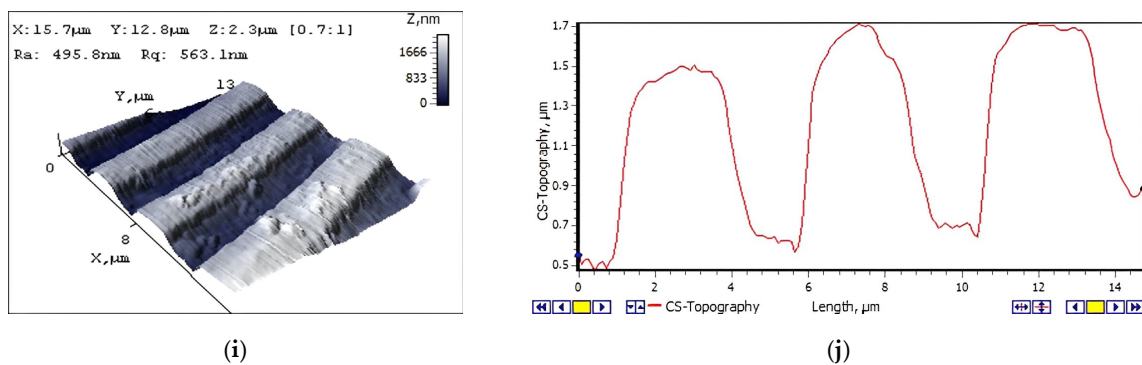 X:15.7µm Y:12.8µm Z:2.3µm [0.7:1]
Ra: 495.8nm Rq: 563.1nm
Z,nm
1666
833
0
13
Y,µm
0
8
X,µm
(i)
CS-Topography, µm
1.7
1.5
1.3
1.1
0.9
0.7
0.5
0 2 4 6 8 10 12 14
CS-Topography Length, µm
(j)